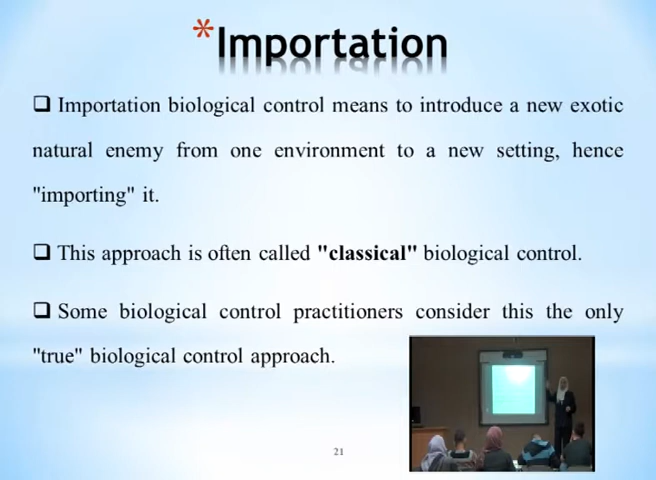 *Importation
❑ Importation biological control means to introduce a new exotic
natural enemy from one environment to a new setting, hence
"importing" it.
❑ This approach is often called "classical" biological control.
❑ Some biological control practitioners consider this the only
"true" biological control approach.
21